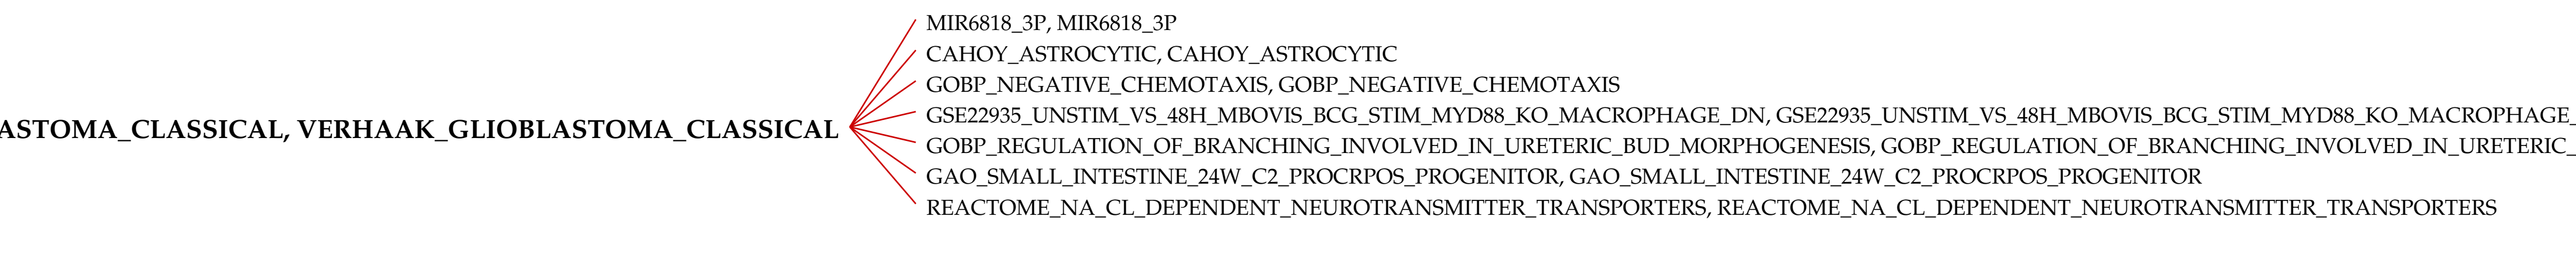 MIR6818_3P, MIR6818_3P
CAHOY_ASTROCYTIC, CAHOY_ASTROCYTIC
GOBP_NEGATIVE_CHEMOTAXIS, GOBP_NEGATIVE_CHEMOTAXIS
GSE22935_UNSTIM_VS_48H_MBOVIS_BCG_STIM_MYD88_KO_MACROPHAGE_DN, GSE22935_UNSTIM_VS_48H_MBOVIS_BCG_STIM_MYD88_KO_MACROPHAGE_
ASTOMA_CLASSICAL, VERHAAK_GLIOBLASTOMA_CLASSICAL
GOBP_REGULATION_OF_BRANCHING_INVOLVED_IN_URETERIC_BUD_MORPHOGENESIS, GOBP_REGULATION_OF_BRANCHING_INVOLVED_IN_URETERIC_
GAO_SMALL_INTESTINE_24W_C2_PROCRPOS_PROGENITOR, GAO_SMALL_INTESTINE_24W_C2_PROCRPOS_PROGENITOR
REACTOME_NA_CL_DEPENDENT_NEUROTRANSMITTER_TRANSPORTERS, REACTOME_NA_CL_DEPENDENT_NEUROTRANSMITTER_TRANSPORTERS